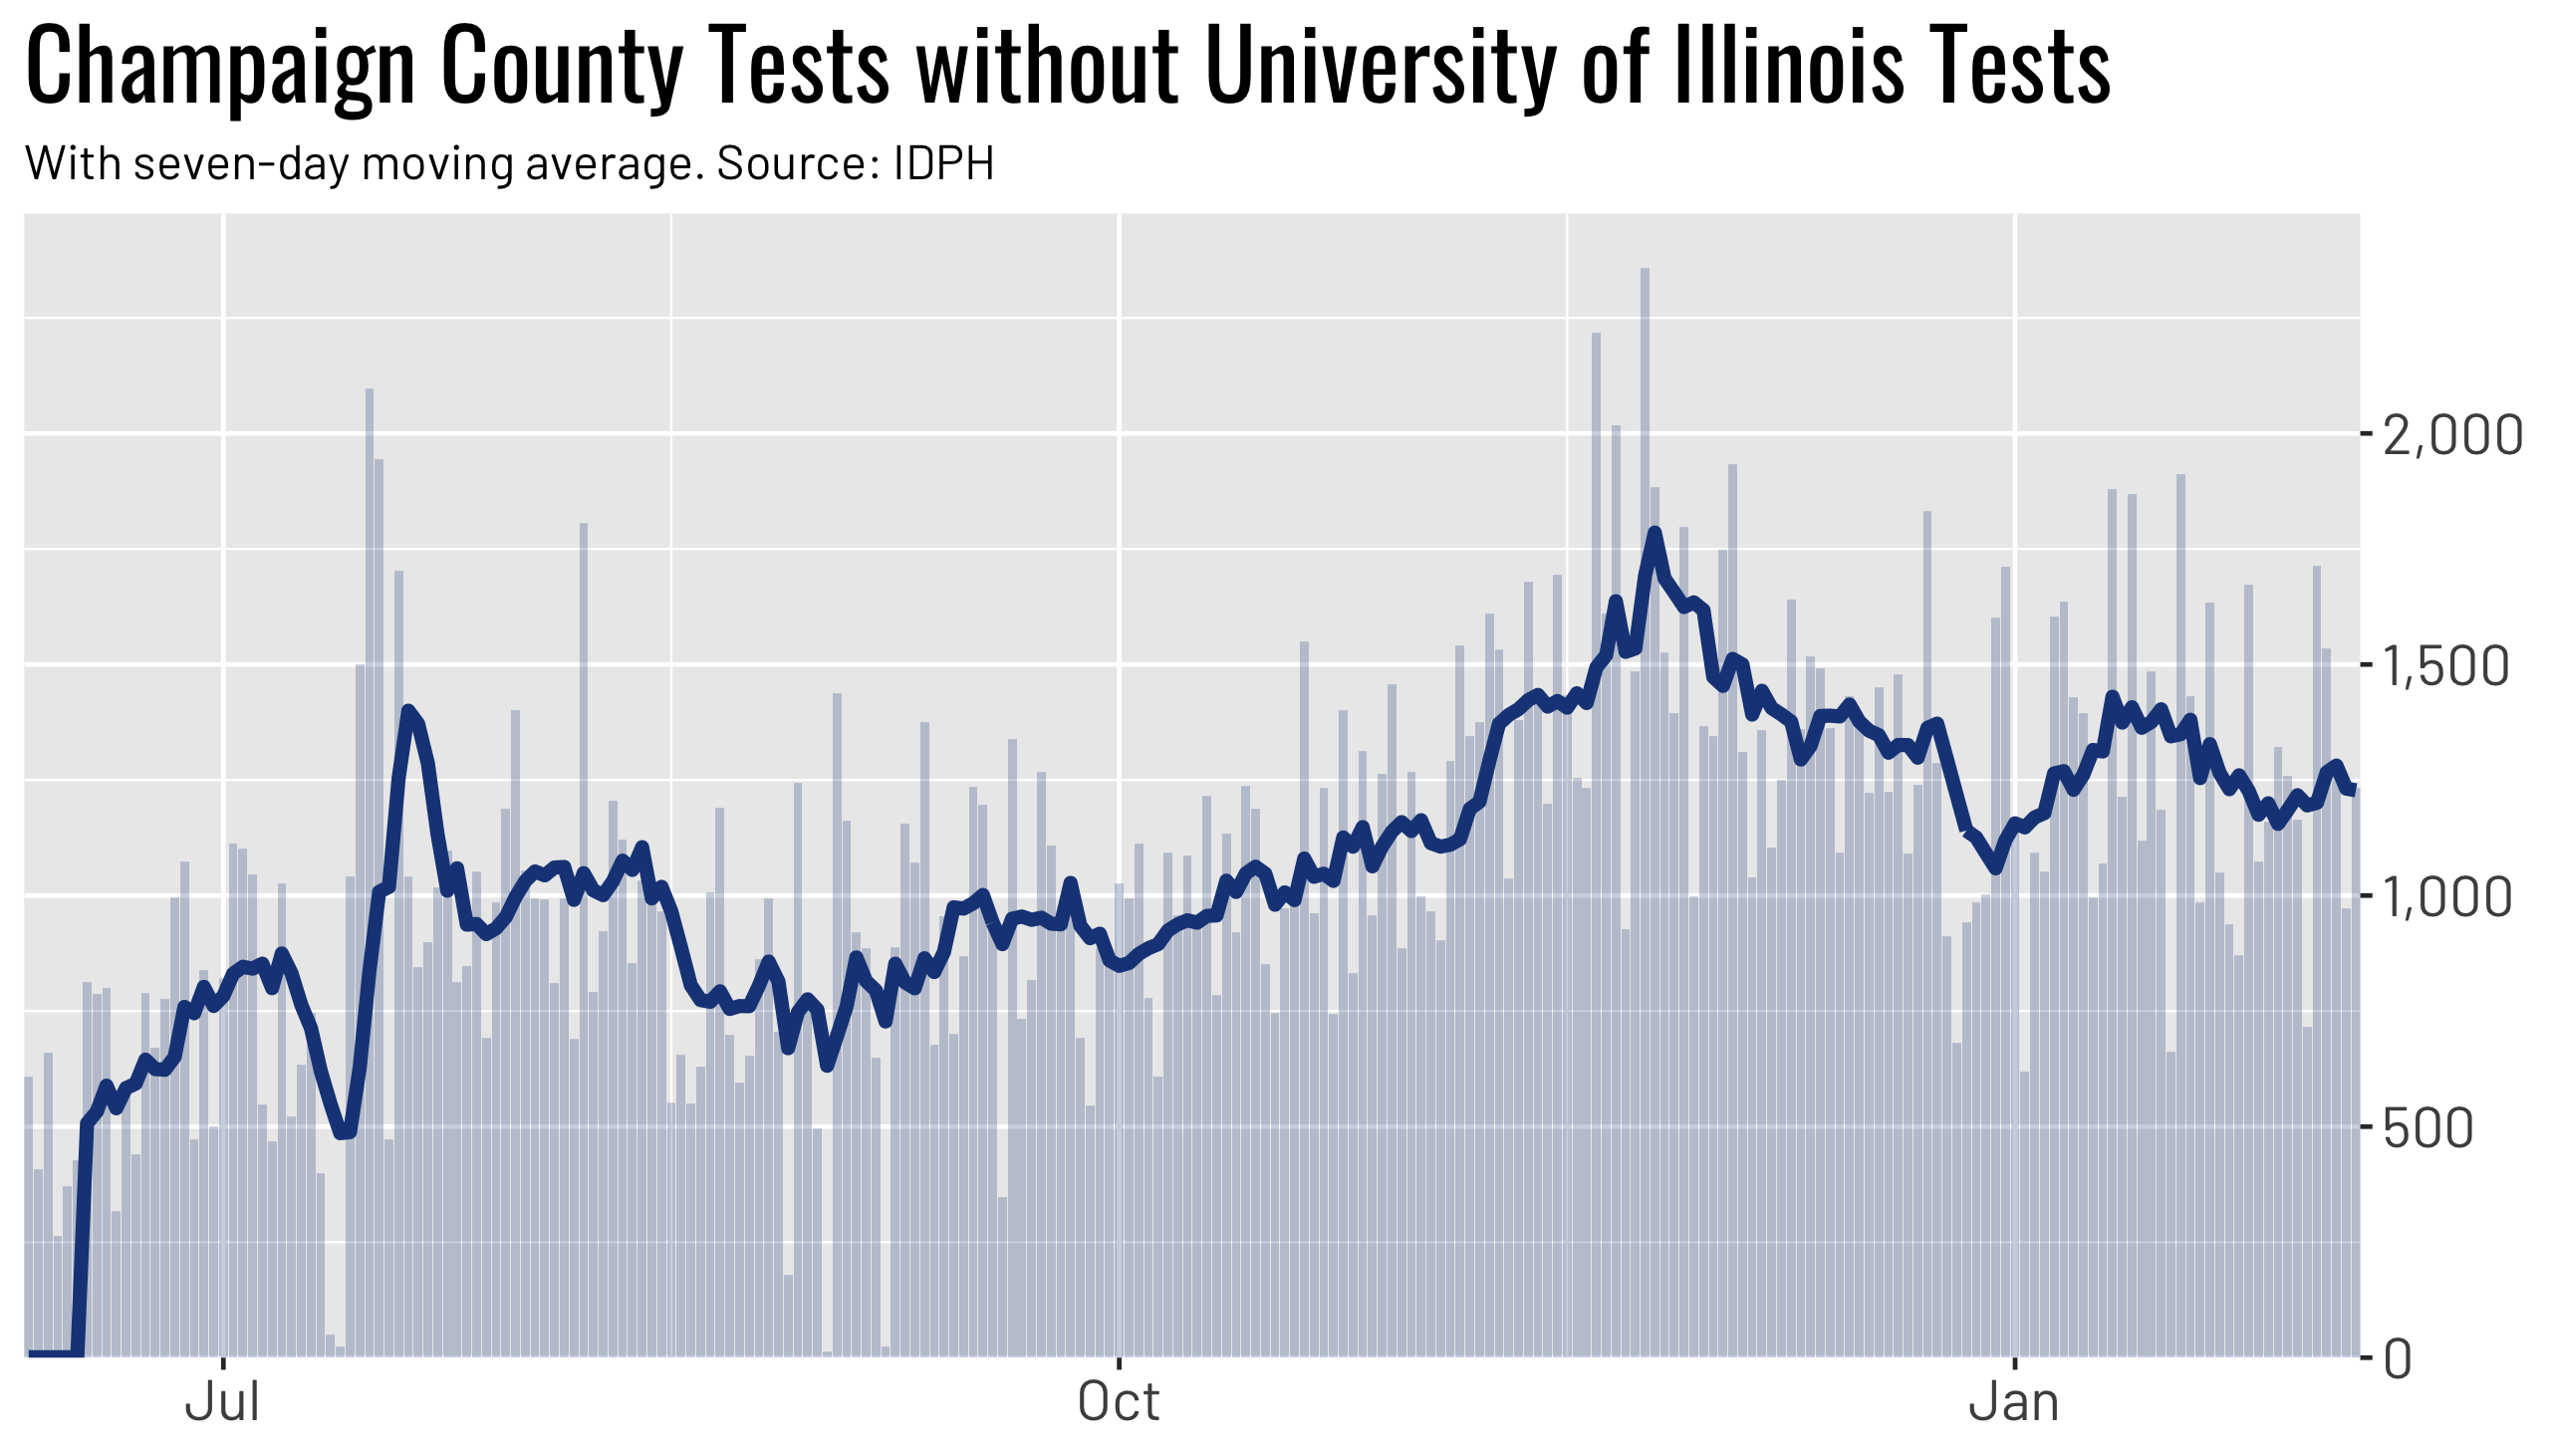 Champaign County Tests without University of Illinois Tests
With seven-day moving average. Source: IDPH
2,000
1,500
1,000
500
0
Jul Oct Jan